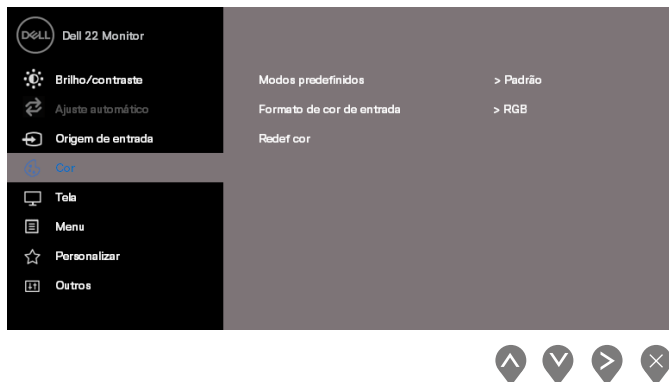 DELL Dell 22 Monitor
Brilho/contraste
Modos predefinidos > Padrão
Ajuste automático
Formato de cor de entrada > RGB
Origem de entrada
Redef cor
Cor
Tela
Menu
Personalizar
Outros